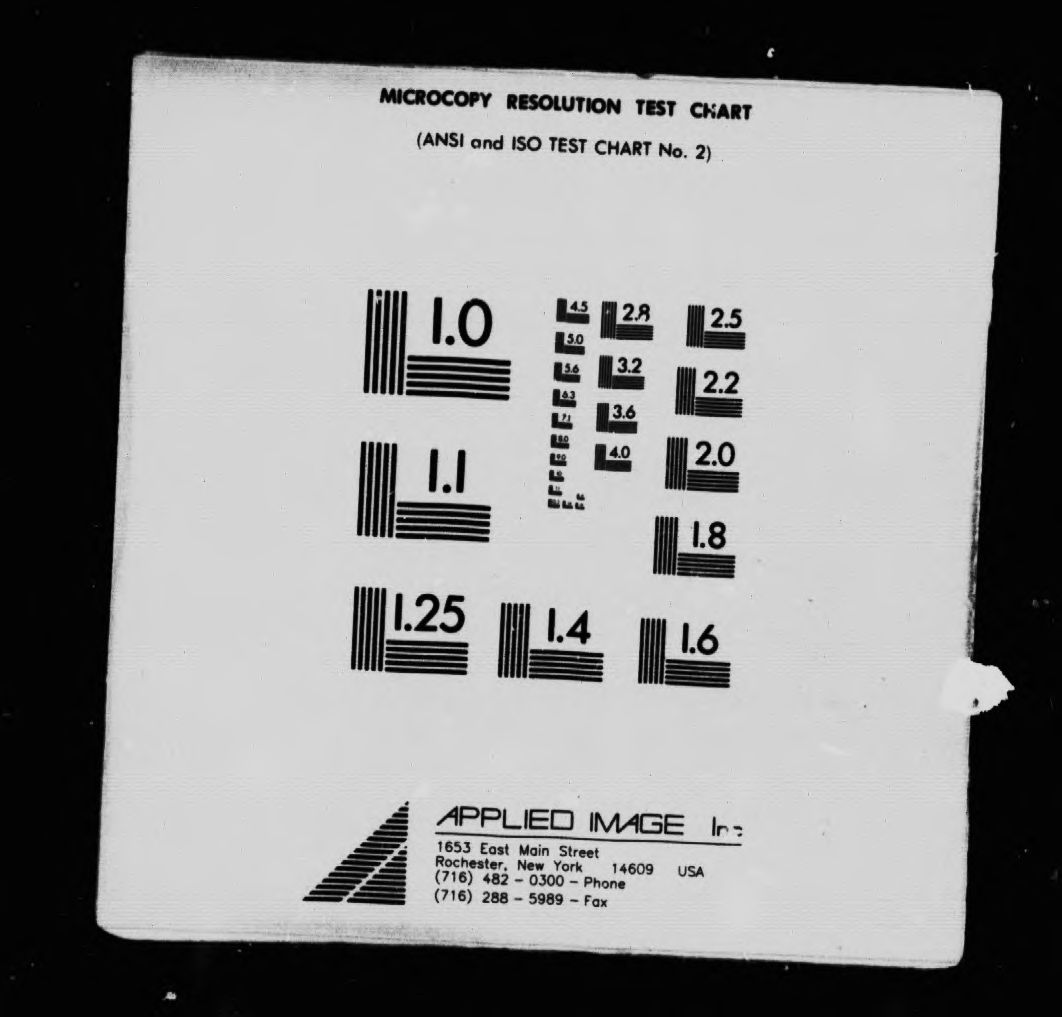 MICROCOPY RESOLUTION TEST CHART
(ANSI and ISO TEST CHART No. 2)
1.0
4.5 2.8 2.5
5.0
5.6 3.2 2.2
6.3
7.1 3.6
8.0
9.0 4.0 2.0
1.1
1.8
1.25 1.4 1.6
APPLIED IMAGE Inc
1653 East Main Street
Rochester, New York 14609 USA
(716) 482 - 0300 - Phone
(716) 288 - 5989 - Fax